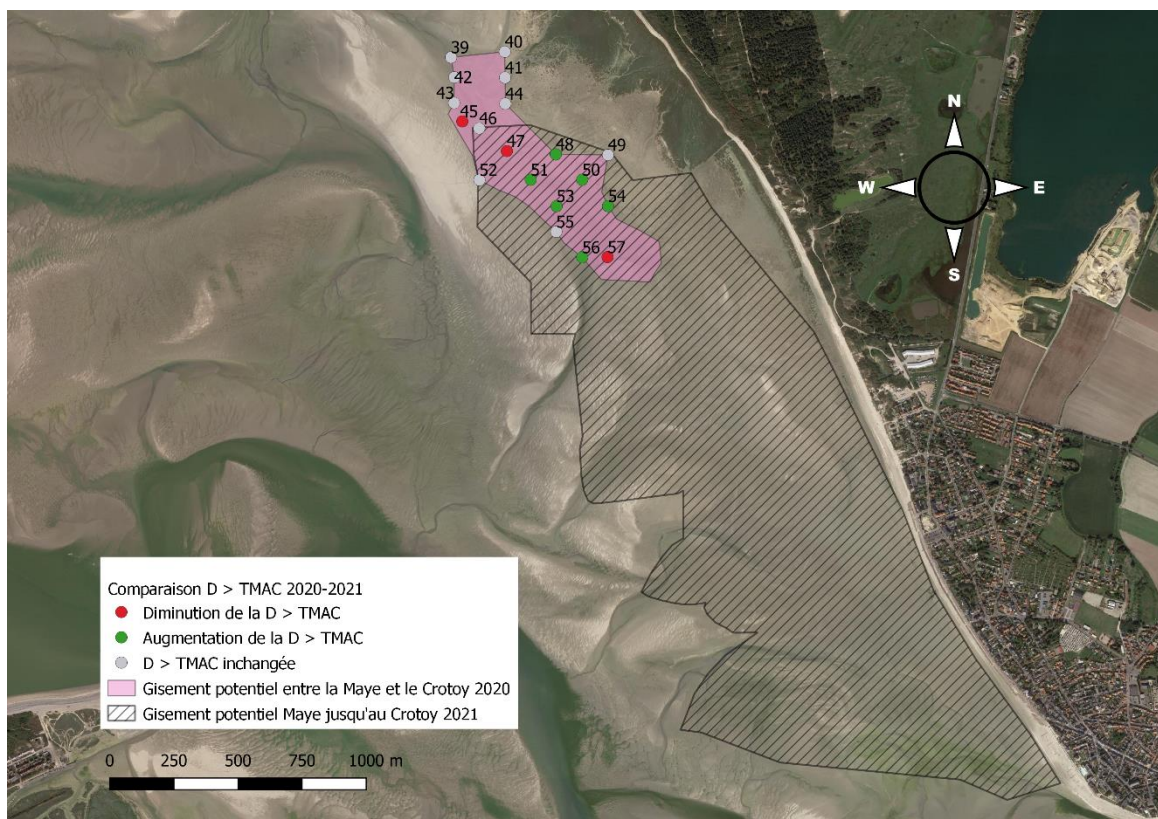 40
39
42
41
43
44
45
46
N
47
48
49
52
51
50
W
E
53
54
55
S
56
57
Comparaison D > TMAC 2020-2021
Diminution de la D > TMAC
Augmentation de la D > TMAC
D > TMAC inchangée
Gisement potentiel entre la Maye et le Crotoy 2020
Gisement potentiel Maye jusqu'au Crotoy 2021
0 250 500 750 1000 m